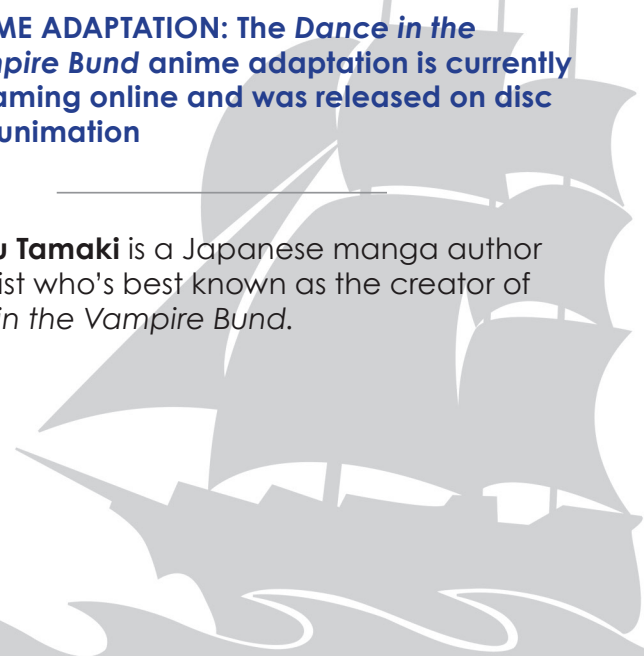 ME ADAPTATION: The Dance in the
mpire Bund anime adaptation is currently
aming online and was released on disc
unimation
u Tamaki is a Japanese manga author
ist who's best known as the creator of
in the Vampire Bund.